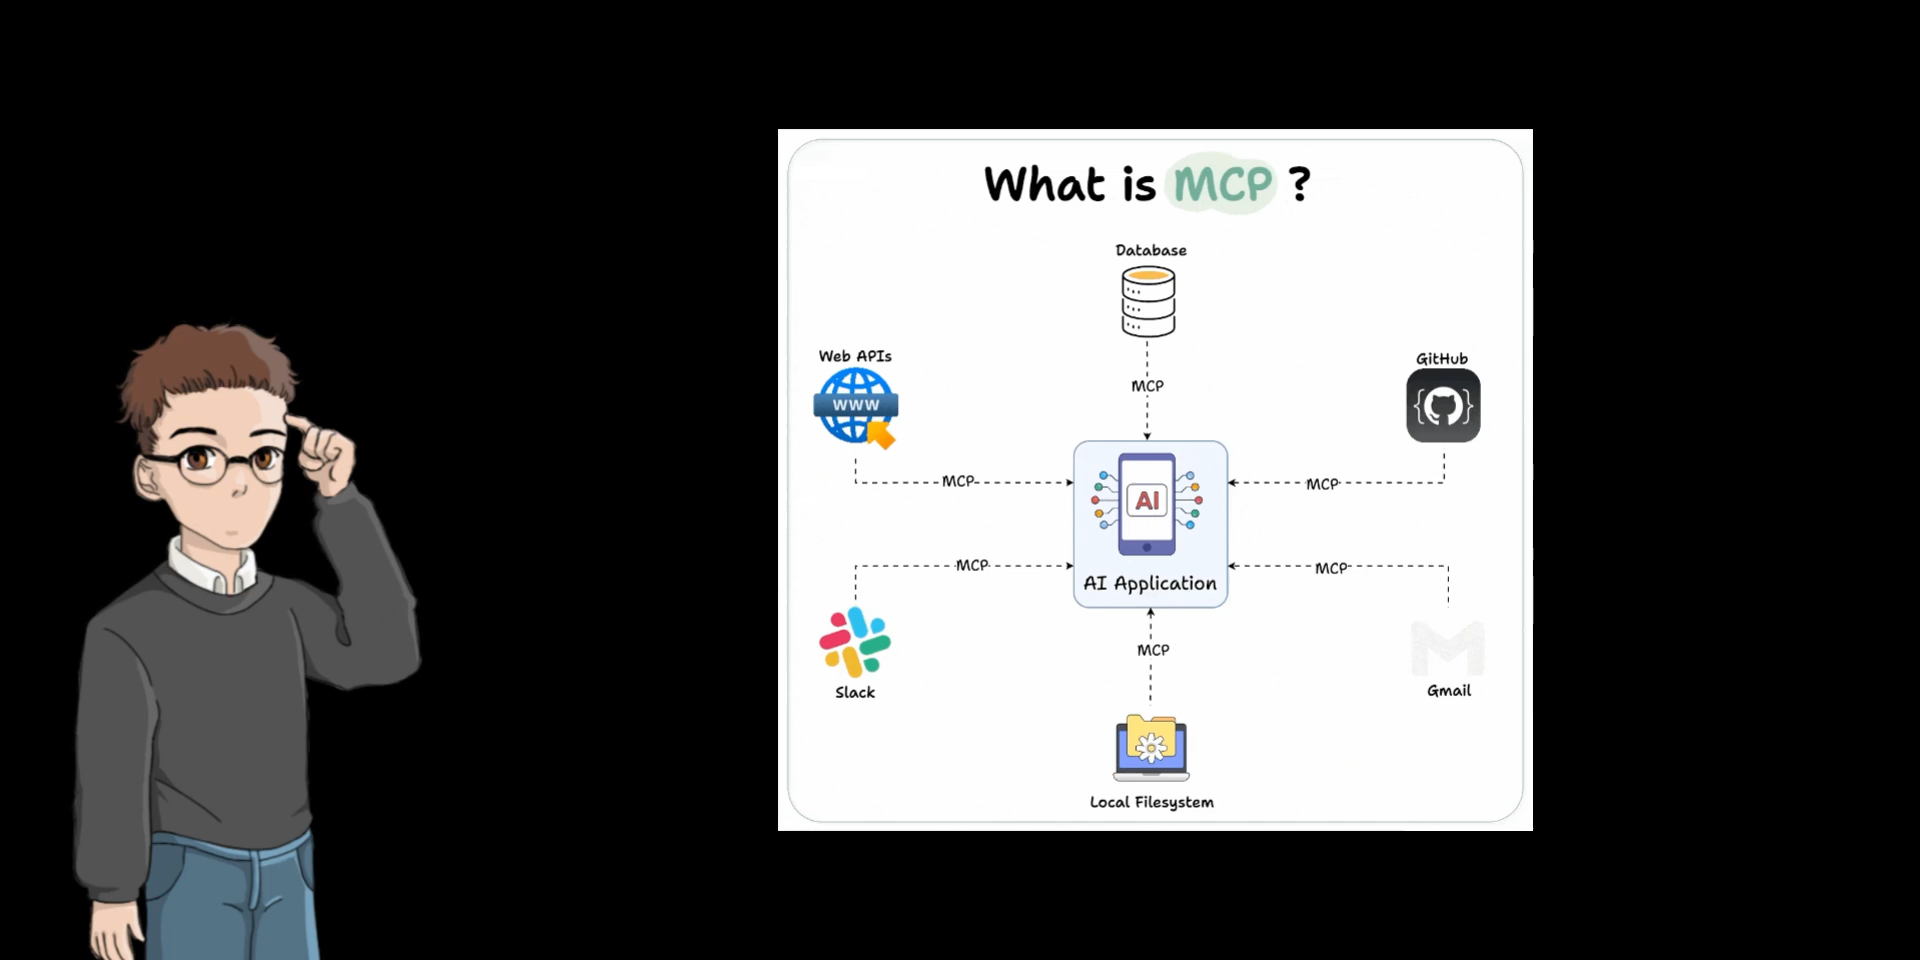 What is MCP ?
Database
Web APIs
GitHub
WWW
MCP
MCP
MCP
AI
MCP
MCP
AI Application
MCP
Slack
Gmail
Local Filesystem